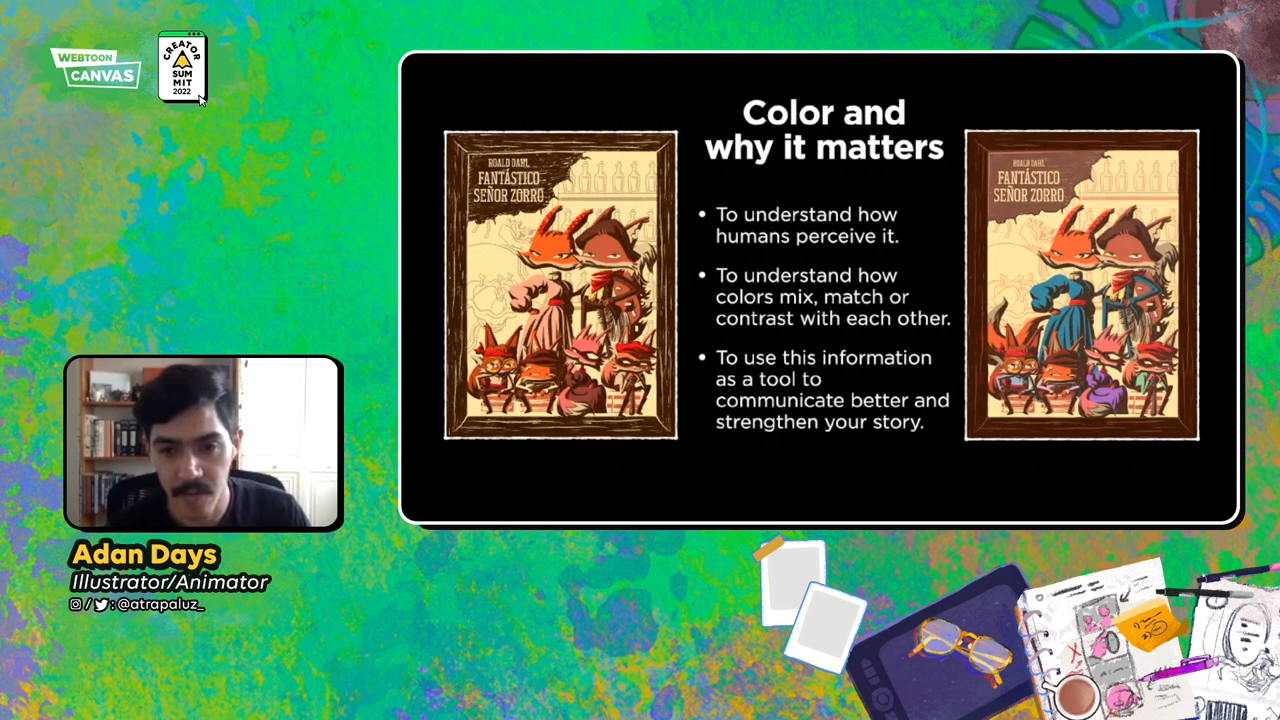 WEBTOON
CANVAS
CREATOR
SUM
MIT
2022
Color and
why it matters
ROALD DAHL
FANTÁSTICO
SEÑOR ZORRO
• To understand how
humans perceive it.
• To understand how
colors mix, match or
contrast with each other.
• To use this information
as a tool to
communicate better and
strengthen your story.
ROALD DAHL
FANTÁSTICO
SEÑOR ZORRO
Adan Days
Illustrator/Animator
/ : @atrapaluz_